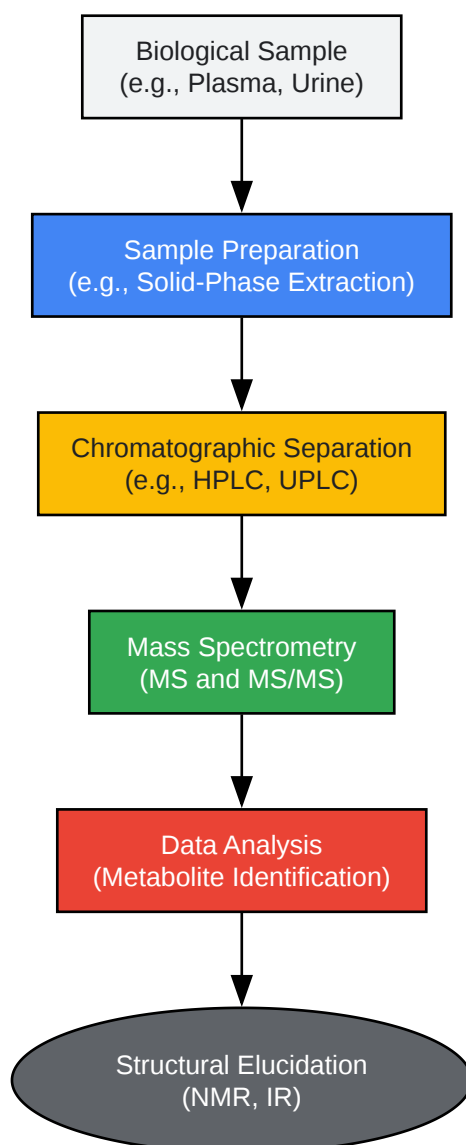 Biological Sample
(e.g., Plasma, Urine)
Sample Preparation
(e.g., Solid-Phase Extraction)
Chromatographic Separation
(e.g., HPLC, UPLC)
Mass Spectrometry
(MS and MS/MS)
Data Analysis
(Metabolite Identification)
Structural Elucidation
(NMR, IR)